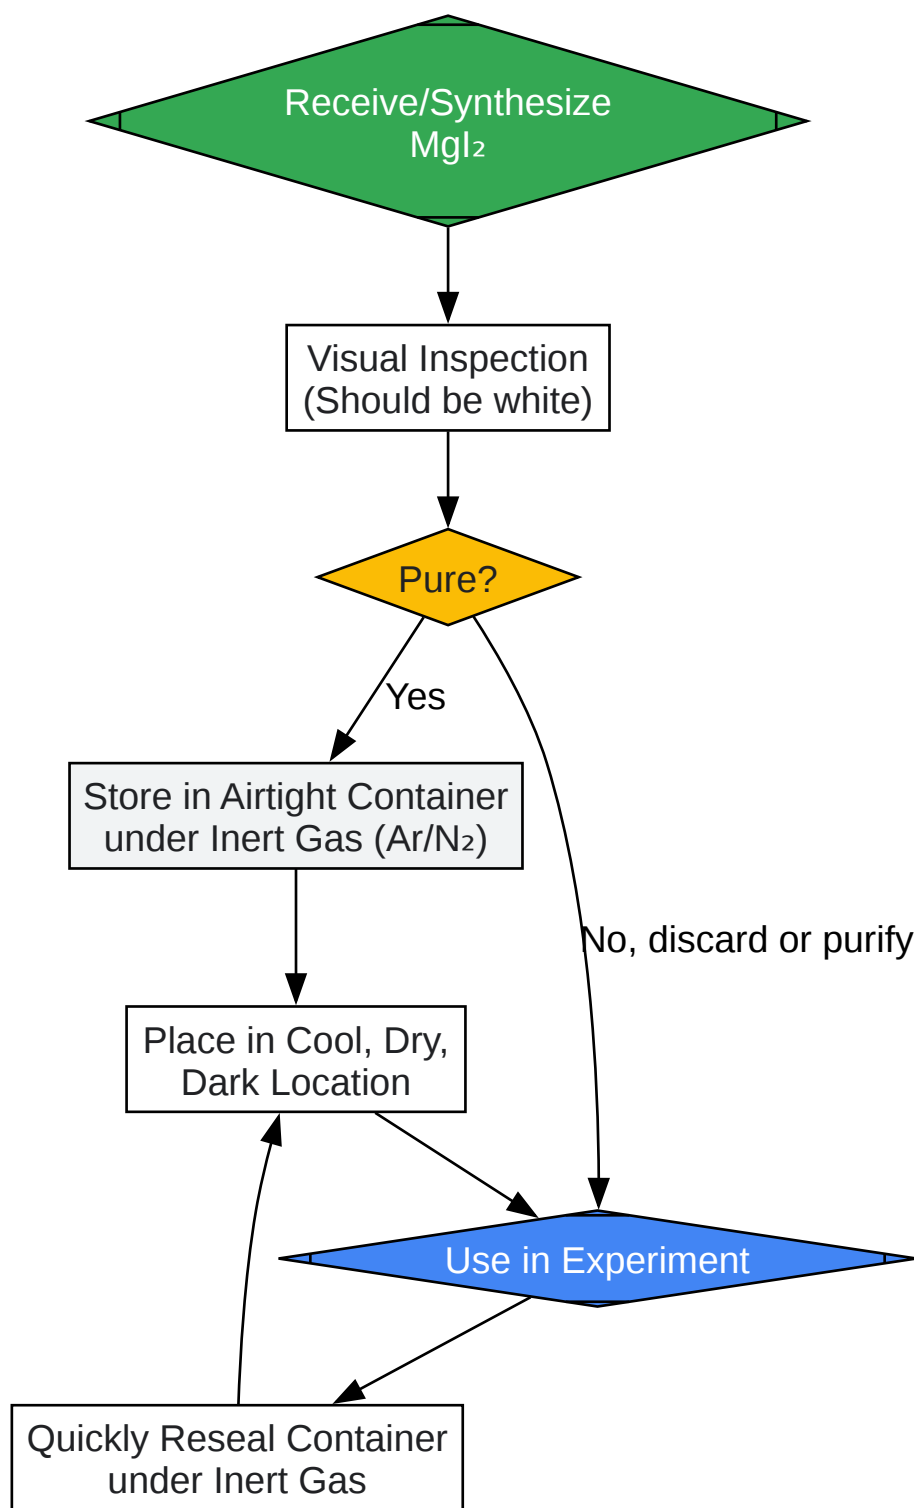 Receive/Synthesize
MgI₂
Visual Inspection
(Should be white)
Pure?
Yes
Store in Airtight Container
under Inert Gas (Ar/N₂)
No, discard or purify
Place in Cool, Dry,
Dark Location
Use in Experiment
Quickly Reseal Container
under Inert Gas